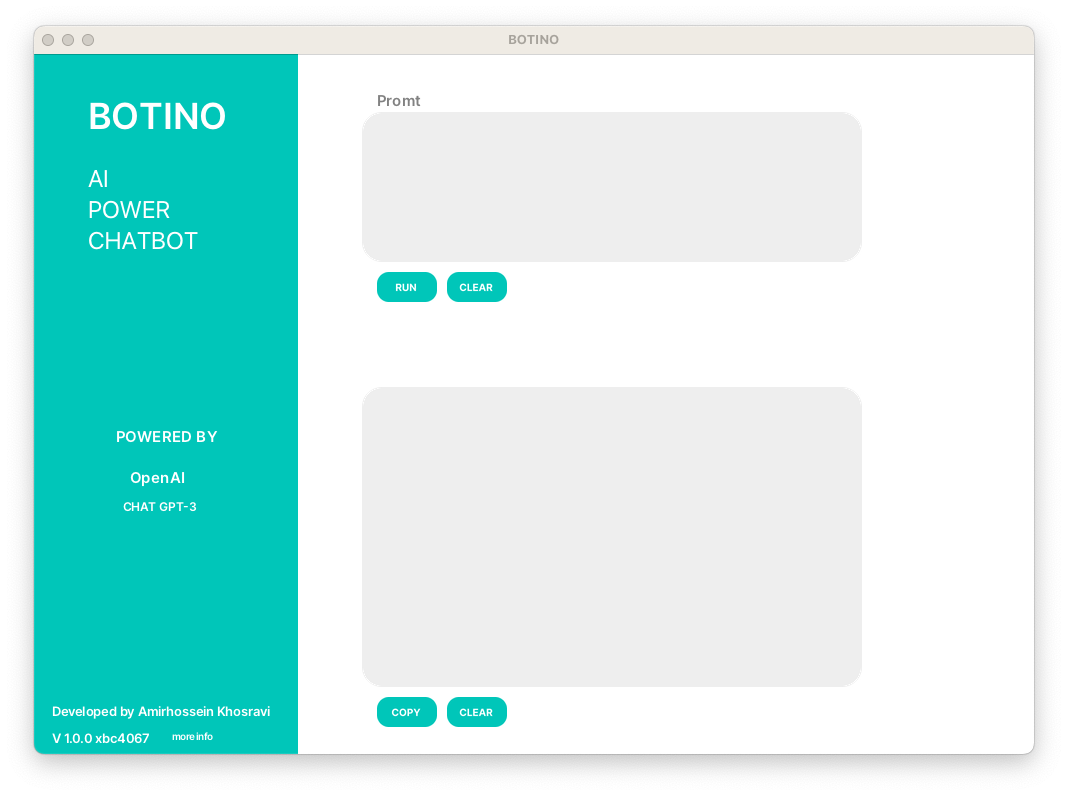 BOTINO
BOTINO
AI
POWER
CHATBOT
POWERED BY
OpenAI
CHAT GPT-3
Developed by Amirhossein Khosravi
V 1.0.0 xbc4067 more info
Promt
RUN CLEAR
COPY CLEAR